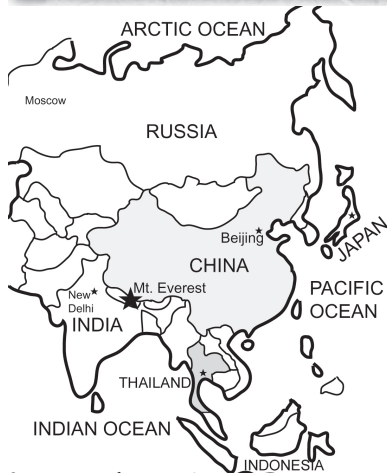 ARCTIC OCEAN
Moscow
RUSSIA
Beijing
JAPAN
CHINA
Mt. Everest
PACIFIC
OCEAN
New
Delhi
INDIA
THAILAND
INDIAN OCEAN
INDONESIA